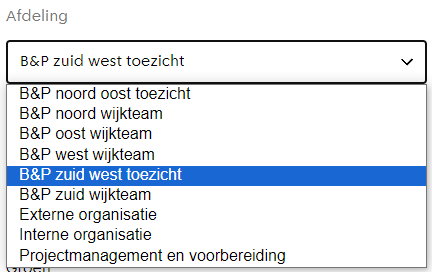 Afdeling
B&P zuid west toezicht
B&P noord oost toezicht
B&P noord wijkteam
B&P oost wijkteam
B&P west wijkteam
B&P zuid west toezicht
B&P zuid wijkteam
Externe organisatie
Interne organisatie
Projectmanagement en voorbereiding